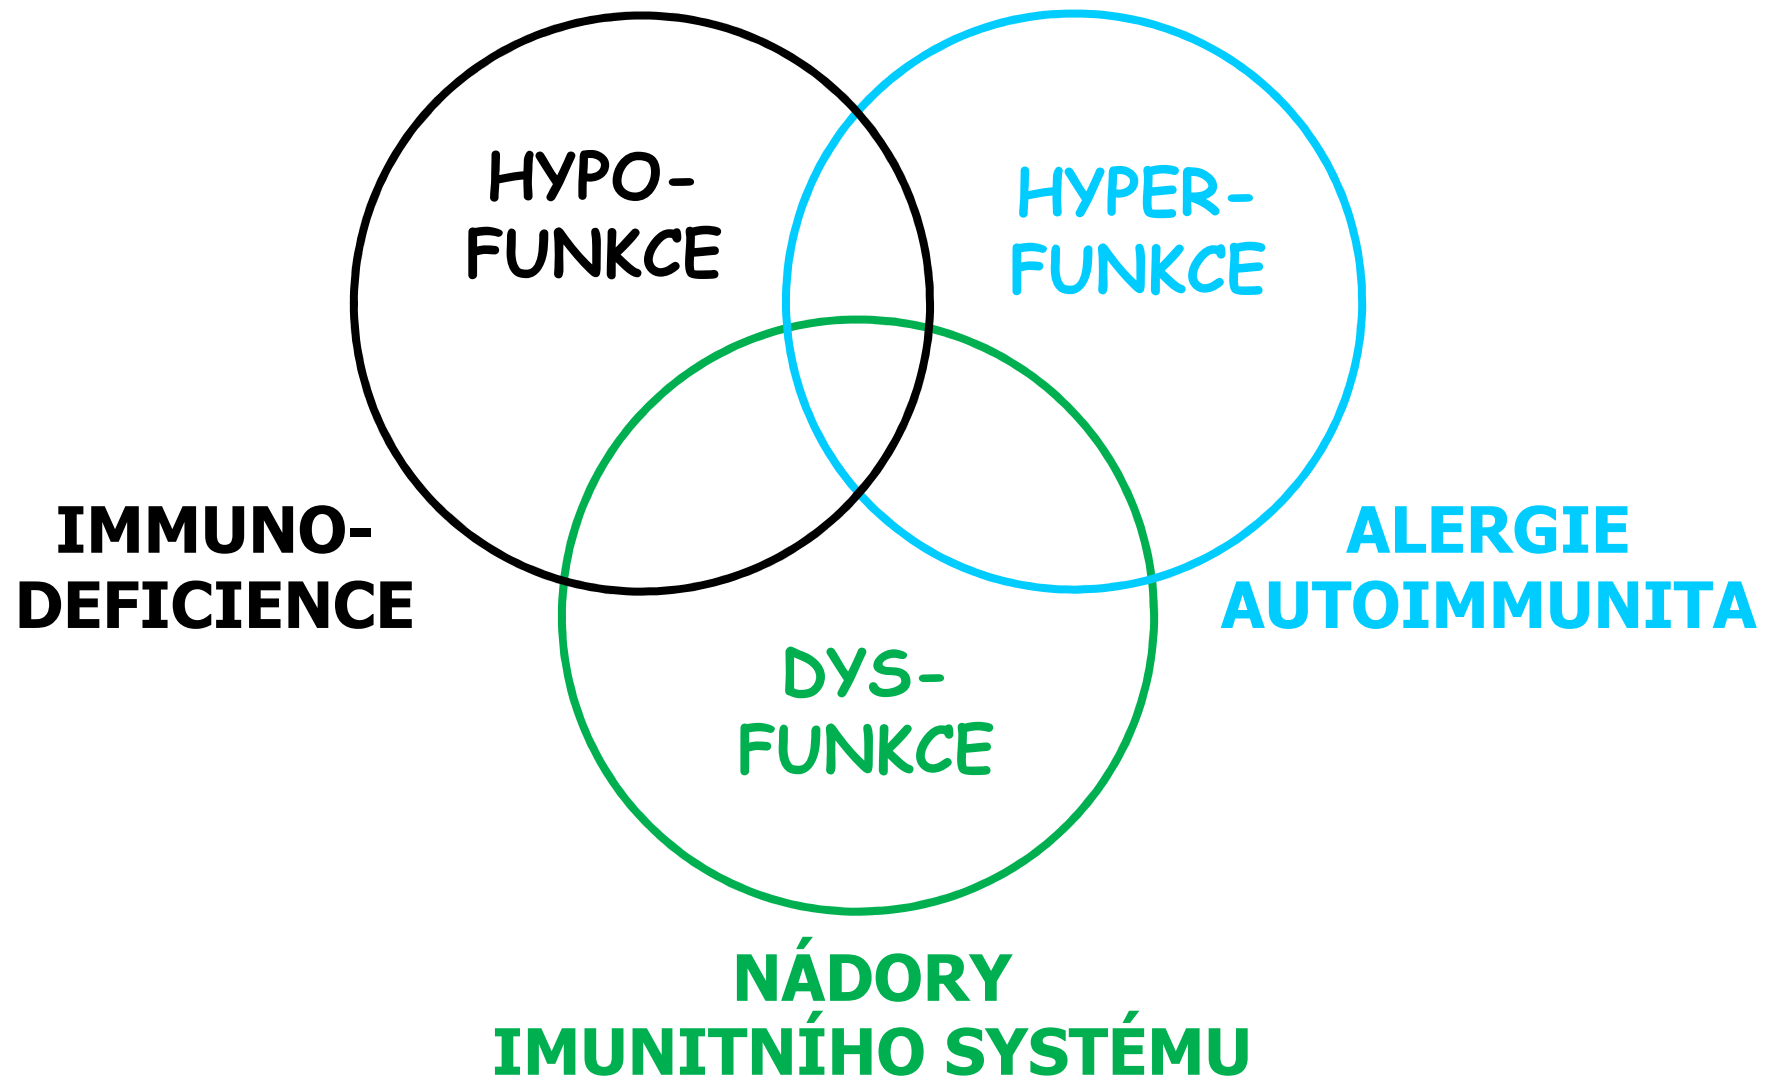 HYPO-
FUNKCE
HYPER-
FUNKCE
IMMUNO-
DEFICIENCE
ALERGIE
AUTOIMMUNITA
DYS-
FUNKCE
NÁDORY
IMUNITNÍHO SYSTÉMU